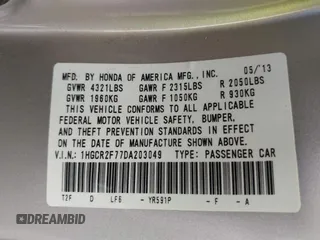 MFD. BY HONDA OF AMERICA MFG., INC. 05/13
GVWR 4321LBS GAWR F 2315LBS R 2050LBS
GVWR 1960KG GAWR F 1050KG R 930KG
THIS VEHICLE CONFORMS TO ALL APPLICABLE
FEDERAL MOTOR VEHICLE SAFETY, BUMPER,
AND THEFT PREVENTION STANDARDS IN EFFECT ON
THE DATE OF MANUFACTURE SHOWN ABOVE.
V.I.N.: 1HGCR2F77DA203049 TYPE: PASSENGER CAR
T2F D LF6 - YR591P - F - A
DREAMBID